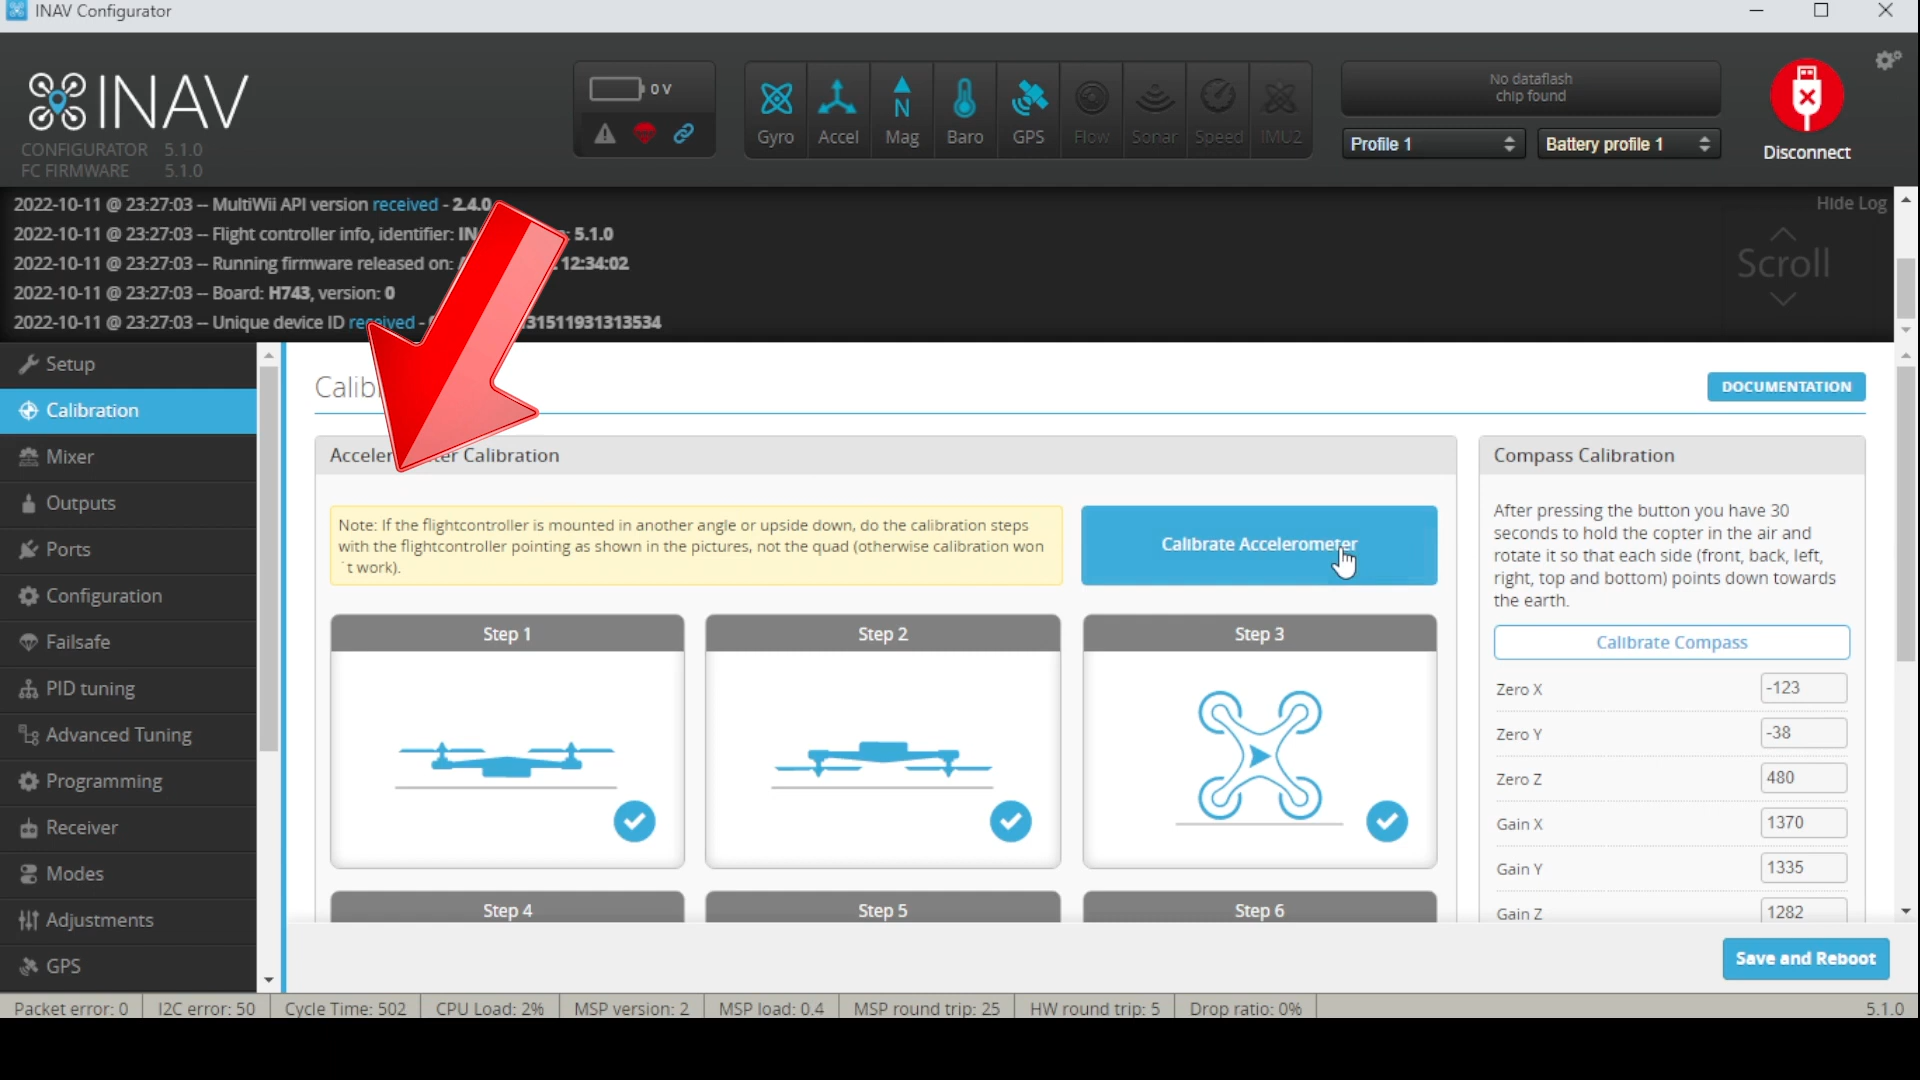 INAV Configurator
INAV
CONFIGURATOR 5.1.0
FC FIRMWARE 5.1.0
0 V
Gyro
Accel
N
Mag
Baro
GPS
Flow
Sonar
Speed
IMU2
No dataflash
chip found
Profile 1
Battery profile 1
Disconnect
2022-10-11 @ 23:27:03 -- MultiWii API version received - 2.4.0
2022-10-11 @ 23:27:03 -- Flight controller info, identifier: 5.1.0
2022-10-11 @ 23:27:03 -- Running firmware released on: 12:34:02
2022-10-11 @ 23:27:03 -- Board: H743, version: 0
2022-10-11 @ 23:27:03 -- Unique device ID received - 31511931313534
Hide Log
Scroll
Setup
Calibration
Mixer
Outputs
Ports
Configuration
Failsafe
PID tuning
Advanced Tuning
Programming
Receiver
Modes
Adjustments
GPS
DOCUMENTATION
Calibration
Note: If the flightcontroller is mounted in another angle or upside down, do the calibration steps
with the flightcontroller pointing as shown in the pictures, not the quad (otherwise calibration won
´t work).
Calibrate Accelerometer
Step 1
Step 2
Step 3
Step 4
Step 5
Step 6
Compass Calibration
After pressing the button you have 30
seconds to hold the copter in the air and
rotate it so that each side (front, back, left,
right, top and bottom) points down towards
the earth.
Calibrate Compass
Zero X -123
Zero Y -38
Zero Z 480
Gain X 1370
Gain Y 1335
Gain Z 1282
Save and Reboot
Packet error: 0
I2C error: 50
Cycle Time: 502
CPU Load: 2%
MSP version: 2
MSP load: 0.4
MSP round trip: 25
HW round trip: 5
Drop ratio: 0%
5.1.0